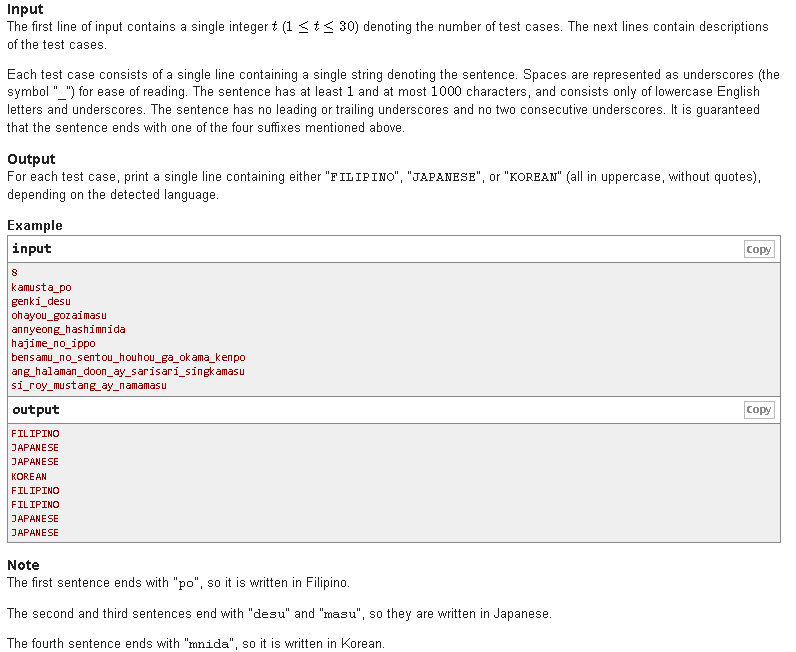 Input
The first line of input contains a single integer t (1 ≤ t ≤ 30) denoting the number of test cases. The next lines contain descriptions
of the test cases.
Each test case consists of a single line containing a single string denoting the sentence. Spaces are represented as underscores (the
symbol "_") for ease of reading. The sentence has at least 1 and at most 1000 characters, and consists only of lowercase English
letters and underscores. The sentence has no leading or trailing underscores and no two consecutive underscores. It is guaranteed
that the sentence ends with one of the four suffixes mentioned above.
Output
For each test case, print a single line containing either "FILIPINO", "JAPANESE", or "KOREAN" (all in uppercase, without quotes),
depending on the detected language.
Example
input Copy
8
kamusta_po
genki_desu
ohayou_gozaimasu
annyeong_hashimnida
hajime_no_ippo
bensamu_no_sentou_houhou_ga_okama_kenpo
ang_halaman_doon_ay_sarisari_singkamasu
si_roy_mustang_ay_namamasu
output Copy
FILIPINO
JAPANESE
JAPANESE
KOREAN
FILIPINO
FILIPINO
JAPANESE
JAPANESE
Note
The first sentence ends with "po", so it is written in Filipino.
The second and third sentences end with "desu" and "masu", so they are written in Japanese.
The fourth sentence ends with "mnida", so it is written in Korean.